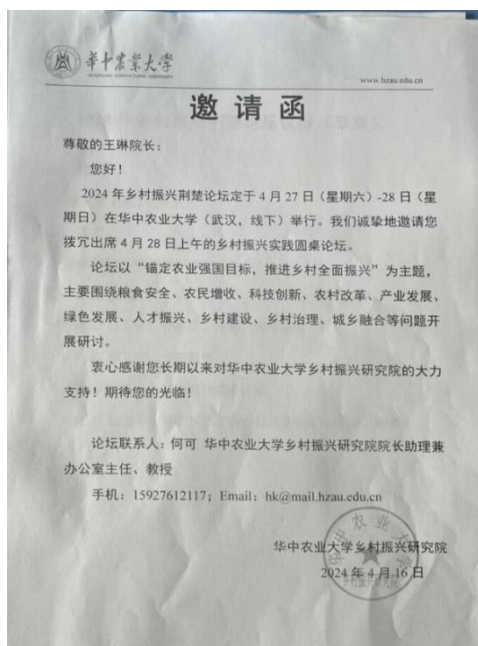 华中农业大学
HUAZHONG AGRICULTURAL UNIVERSITY
www.hzau.edu.cn
邀请函
尊敬的王琳院长：
您好！
2024 年乡村振兴荆楚论坛定于 4 月 27 日（星期六）-28 日（星
期日）在华中农业大学（武汉，线下）举行。我们诚挚地邀请您
拨冗出席 4 月 28 日上午的乡村振兴实践圆桌论坛。
论坛以“锚定农业强国目标，推进乡村全面振兴”为主题，
主要围绕粮食安全、农民增收、科技创新、农村改革、产业发展、
绿色发展、人才振兴、乡村建设、乡村治理、城乡融合等问题开
展研讨。
衷心感谢您长期以来对华中农业大学乡村振兴研究院的大力
支持！期待您的光临！
论坛联系人：何可 华中农业大学乡村振兴研究院院长助理兼
办公室主任、教授
手机：15927612117；Email：hk@mail.hzau.edu.cn
华中农业大学乡村振兴研究院
2024 年 4 月 16 日